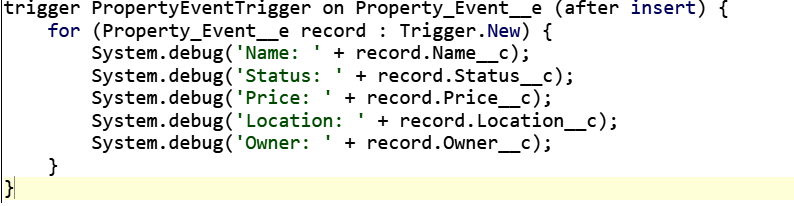 trigger PropertyEventTrigger on Property_Event__e (after insert) {
    for (Property_Event__e record : Trigger.New) {
        System.debug('Name: ' + record.Name__c);
        System.debug('Status: ' + record.Status__c);
        System.debug('Price: ' + record.Price__c);
        System.debug('Location: ' + record.Location__c);
        System.debug('Owner: ' + record.Owner__c);
    }
}